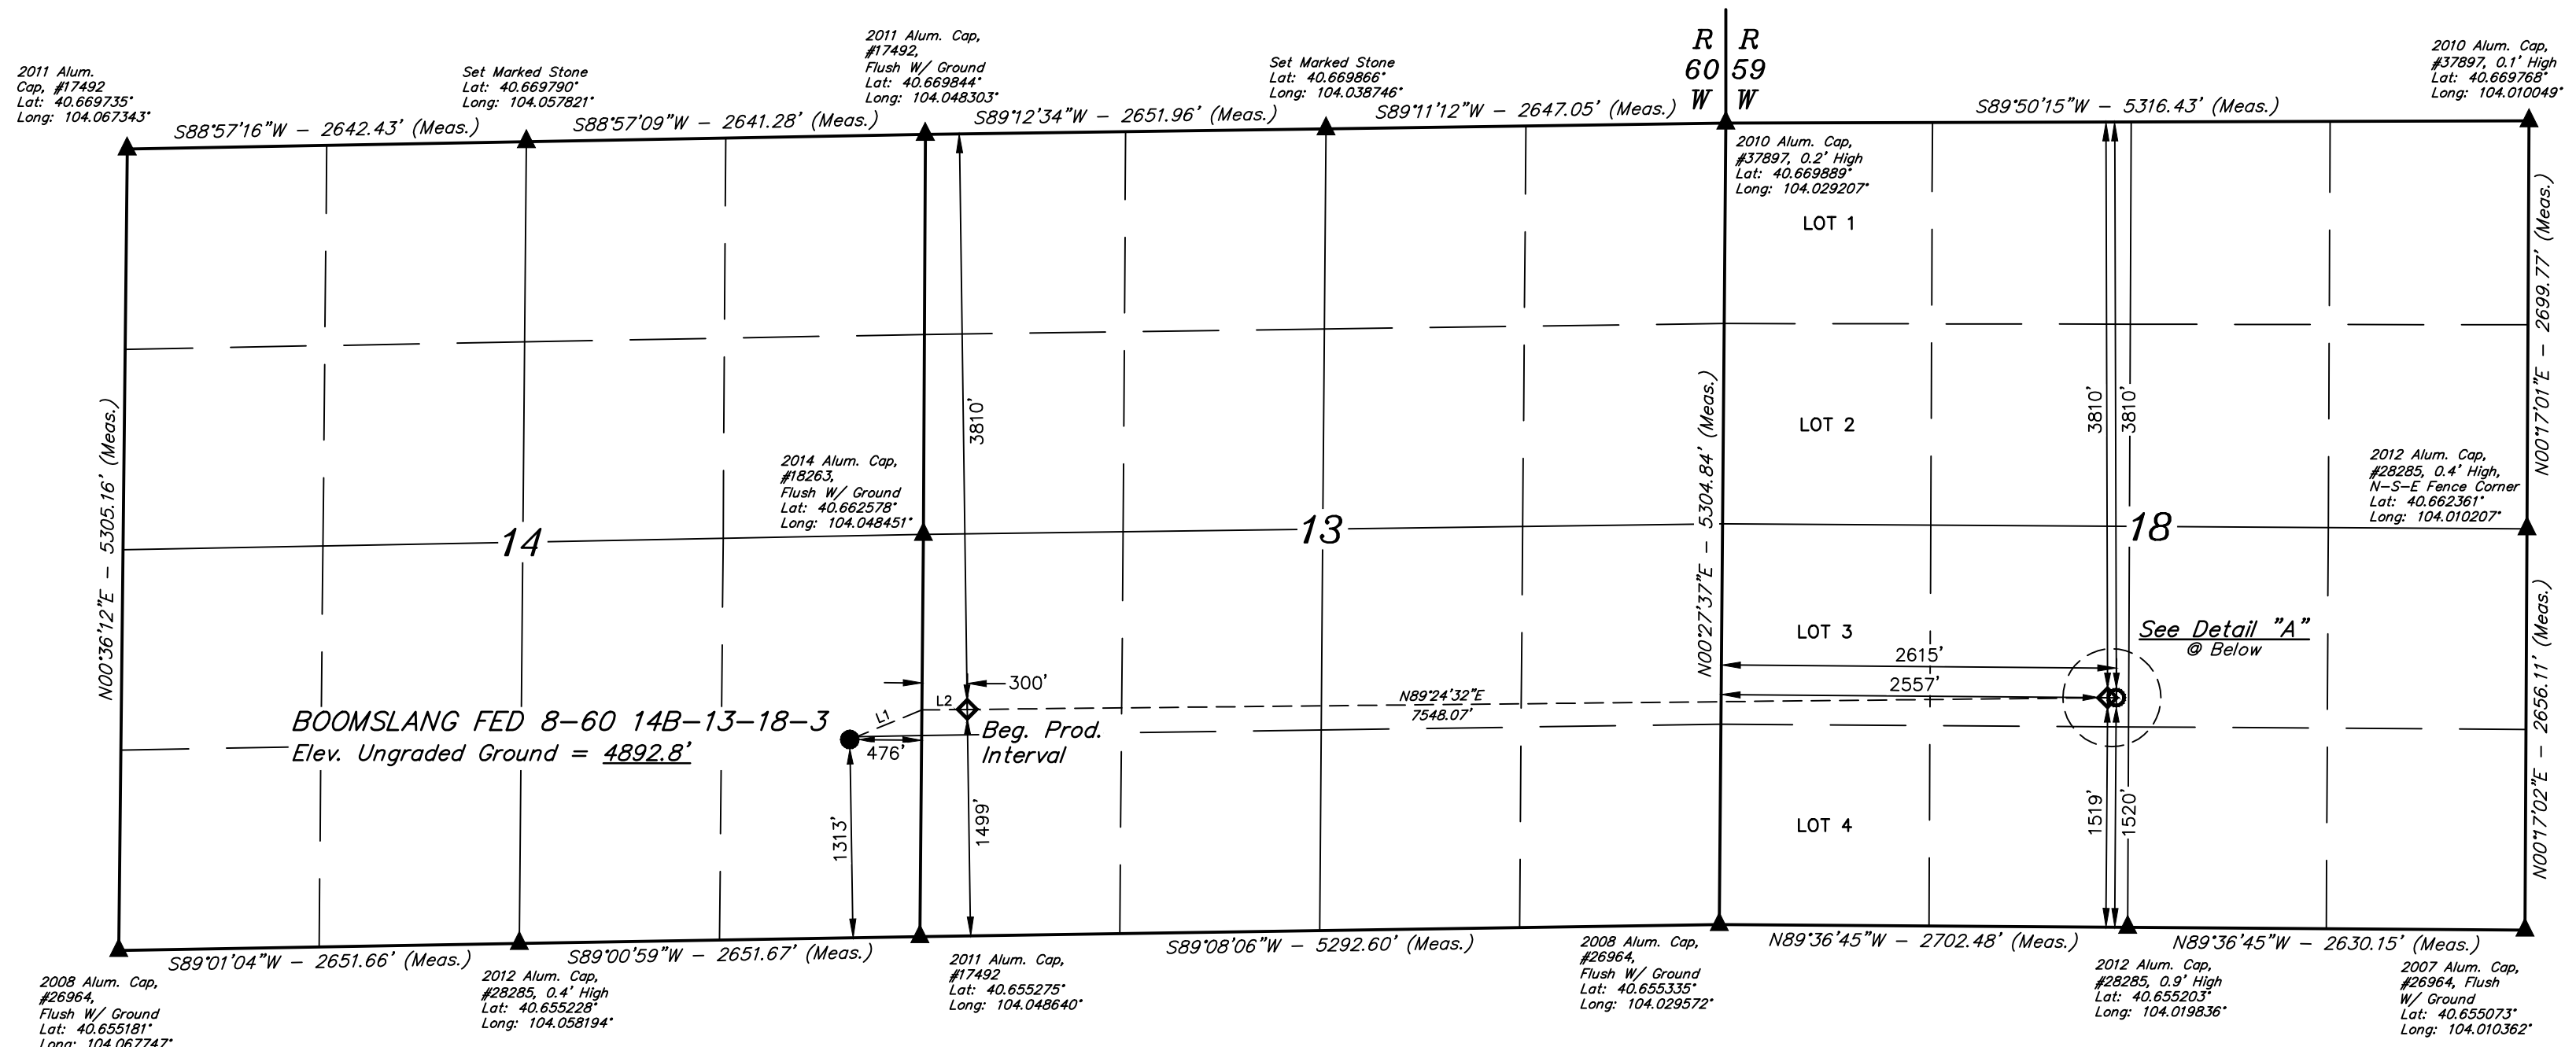 2011 Alum.
Cap, #17492
Lat: 40.669735°
Long: 104.067343°
Set Marked Stone
Lat: 40.669790°
Long: 104.057821°
2011 Alum. Cap,
#17492,
Flush W/ Ground
Lat: 40.669844°
Long: 104.048303°
Set Marked Stone
Lat: 40.669866°
Long: 104.038746°
R R
60 59
W W
2010 Alum. Cap,
#37897, 0.1' High
Lat: 40.669768°
Long: 104.010049°
S88°57'16"W – 2642.43' (Meas.)
S88°57'09"W – 2641.28' (Meas.)
S89°12'34"W – 2651.96' (Meas.)
S89°11'12"W – 2647.05' (Meas.)
S89°50'15"W – 5316.43' (Meas.)
2010 Alum. Cap,
#37897, 0.2' High
Lat: 40.669889°
Long: 104.029207°
LOT 1
N00°17'01"E – 2699.77' (Meas.)
3810'
3810'
3810'
LOT 2
N00°36'12"E – 5305.16' (Meas.)
2014 Alum. Cap,
#18263,
Flush W/ Ground
Lat: 40.662578°
Long: 104.048451°
N00°27'37"E – 5304.84' (Meas.)
2012 Alum. Cap,
#28285, 0.4' High,
N–S–E Fence Corner
Lat: 40.662361°
Long: 104.010207°
14
13
18
LOT 3
See Detail "A"
@ Below
2615'
2557'
300'
L2
L1
N89°24'32"E
7548.07'
BOOMSLANG FED 8–60 14B–13–18–3
Elev. Ungraded Ground = 4892.8'
476'
Beg. Prod.
Interval
1313'
1499'
LOT 4
1519'
1520'
N00°17'02"E – 2656.11' (Meas.)
S89°01'04"W – 2651.66' (Meas.)
S89°00'59"W – 2651.67' (Meas.)
S89°08'06"W – 5292.60' (Meas.)
N89°36'45"W – 2702.48' (Meas.)
N89°36'45"W – 2630.15' (Meas.)
2008 Alum. Cap,
#26964,
Flush W/ Ground
Lat: 40.655181°
Long: 104.067747°
2012 Alum. Cap,
#28285, 0.4' High
Lat: 40.655228°
Long: 104.058194°
2011 Alum. Cap,
#17492
Lat: 40.655275°
Long: 104.048640°
2008 Alum. Cap,
#26964,
Flush W/ Ground
Lat: 40.655335°
Long: 104.029572°
2012 Alum. Cap,
#28285, 0.9' High
Lat: 40.655203°
Long: 104.019836°
2007 Alum. Cap,
#26964, Flush
W/ Ground
Lat: 40.655073°
Long: 104.010362°